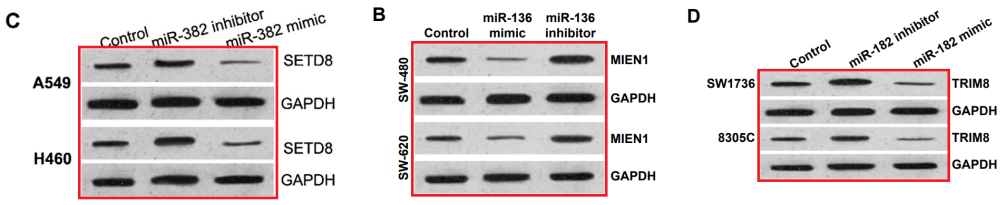 C
Control
miR-382 inhibitor
miR-382 mimic
A549
SETD8
GAPDH
H460
SETD8
GAPDH
B
Control
miR-136
mimic
miR-136
inhibitor
SW-480
MIEN1
GAPDH
SW-620
MIEN1
GAPDH
D
Control
miR-182 inhibitor
miR-182 mimic
SW1736
TRIM8
GAPDH
8305C
TRIM8
GAPDH